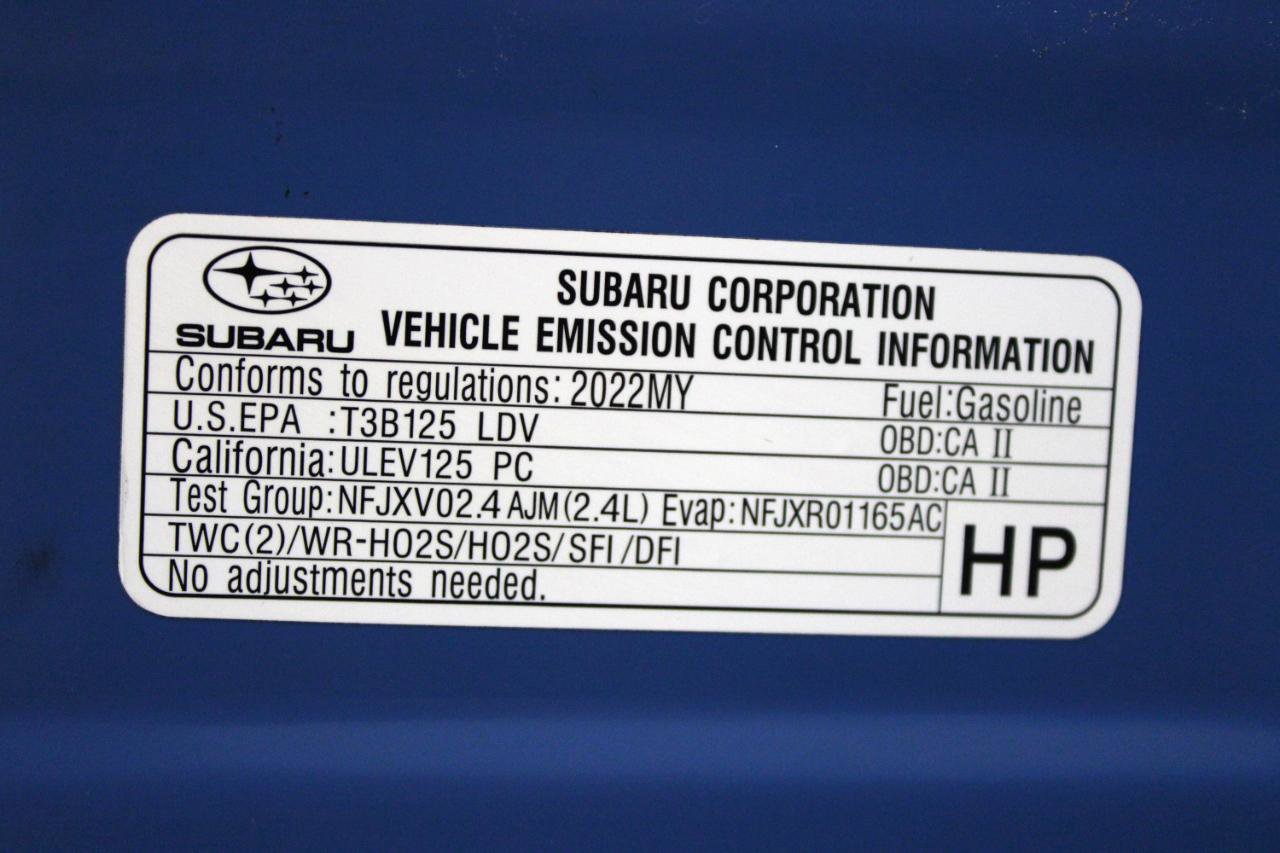 SUBARU
SUBARU CORPORATION
VEHICLE EMISSION CONTROL INFORMATION
Conforms to regulations: 2022MY Fuel:Gasoline
U.S.EPA :T3B125 LDV OBD:CA II
California:ULEV125 PC OBD:CA II
Test Group:NFJXV02.4AJM(2.4L) Evap:NFJXR01165AC
TWC(2)/WR-HO2S/HO2S/SFI/DFI
No adjustments needed.
HP